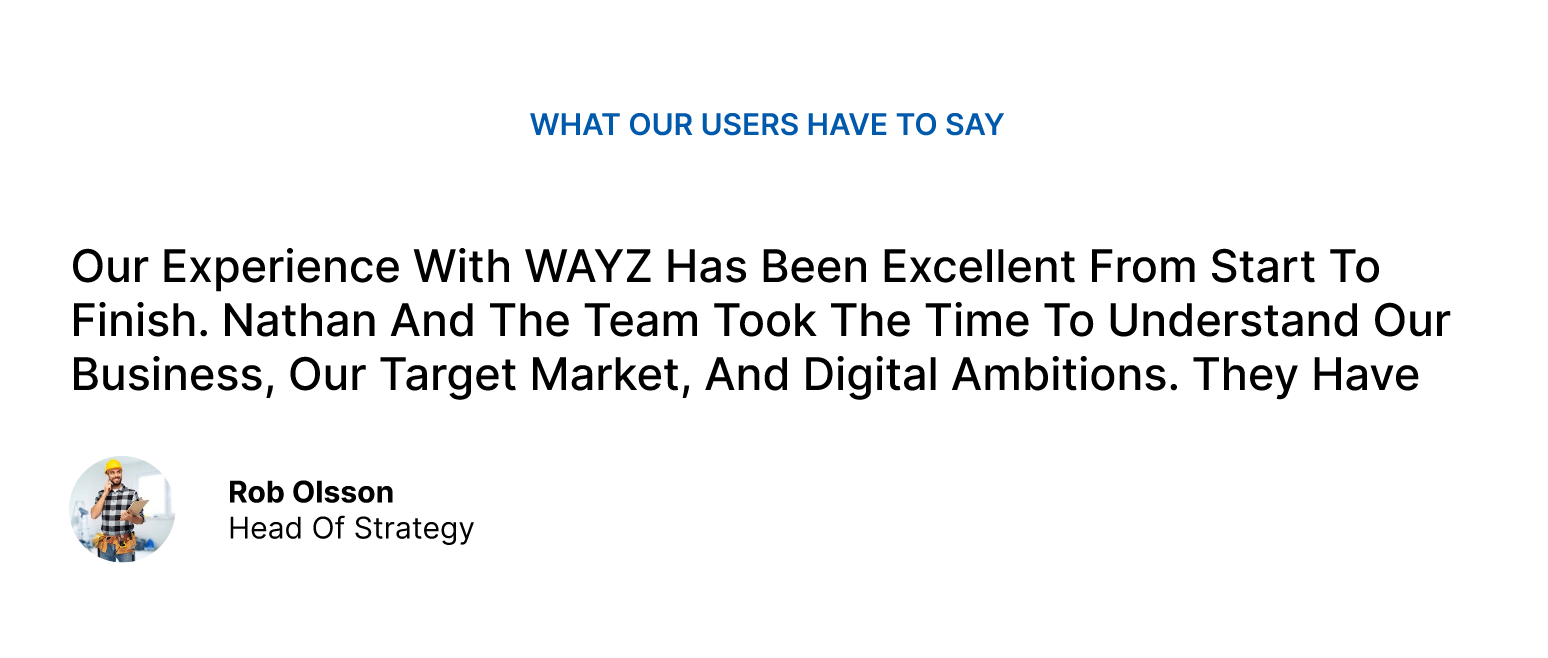 WHAT OUR USERS HAVE TO SAY
Our Experience With WAYZ Has Been Excellent From Start To
Finish. Nathan And The Team Took The Time To Understand Our
Business, Our Target Market, And Digital Ambitions. They Have
Rob Olsson
Head Of Strategy